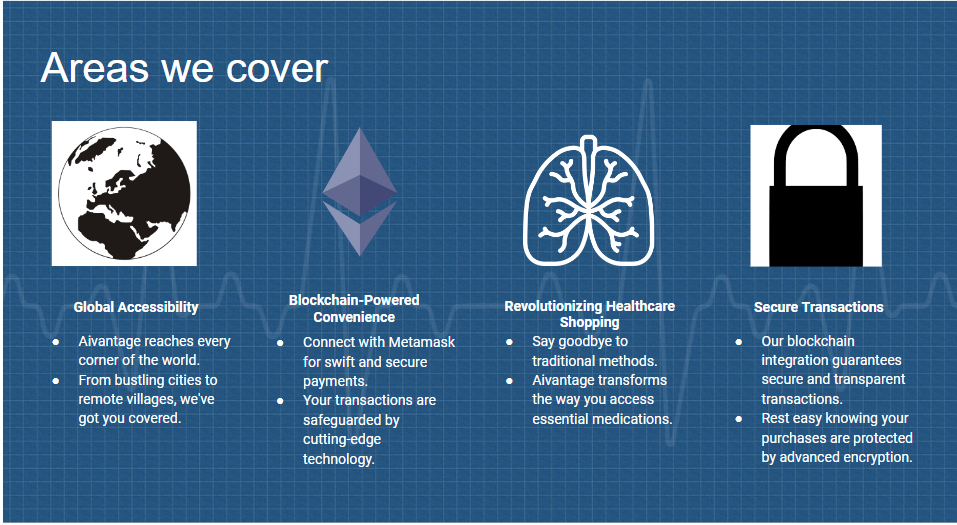 Areas we cover
Global Accessibility
● Aivantage reaches every
corner of the world.
● From bustling cities to
remote villages, we've
got you covered.
Blockchain-Powered
Convenience
● Connect with Metamask
for swift and secure
payments.
● Your transactions are
safeguarded by
cutting-edge
technology.
Revolutionizing Healthcare
Shopping
● Say goodbye to
traditional methods.
● Aivantage transforms
the way you access
essential medications.
Secure Transactions
● Our blockchain
integration guarantees
secure and transparent
transactions.
● Rest easy knowing your
purchases are protected
by advanced encryption.